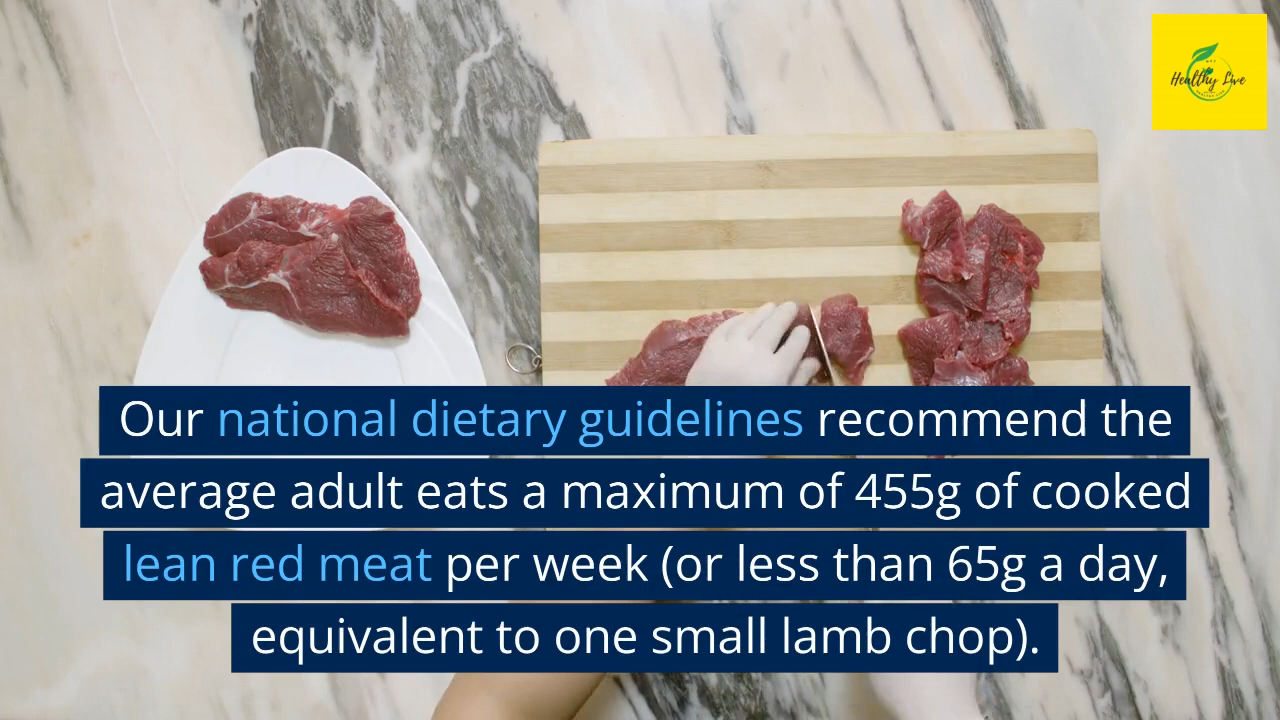 Healthy Live
Our national dietary guidelines recommend the
average adult eats a maximum of 455g of cooked
lean red meat per week (or less than 65g a day,
equivalent to one small lamb chop).